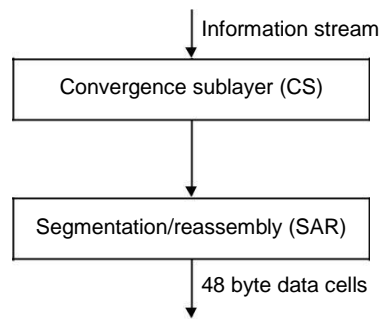 Information stream
Convergence sublayer (CS)
Segmentation/reassembly (SAR)
48 byte data cells